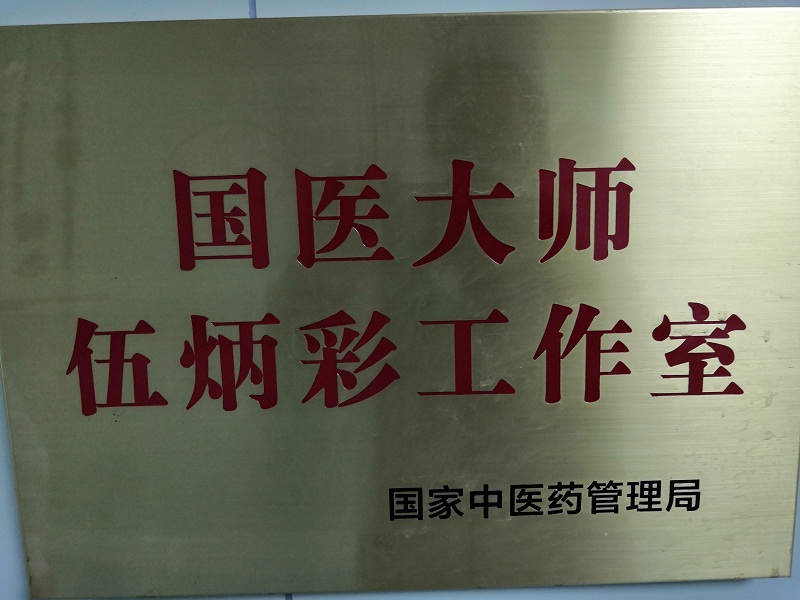 国医大师
伍炳彩工作室
国家中医药管理局